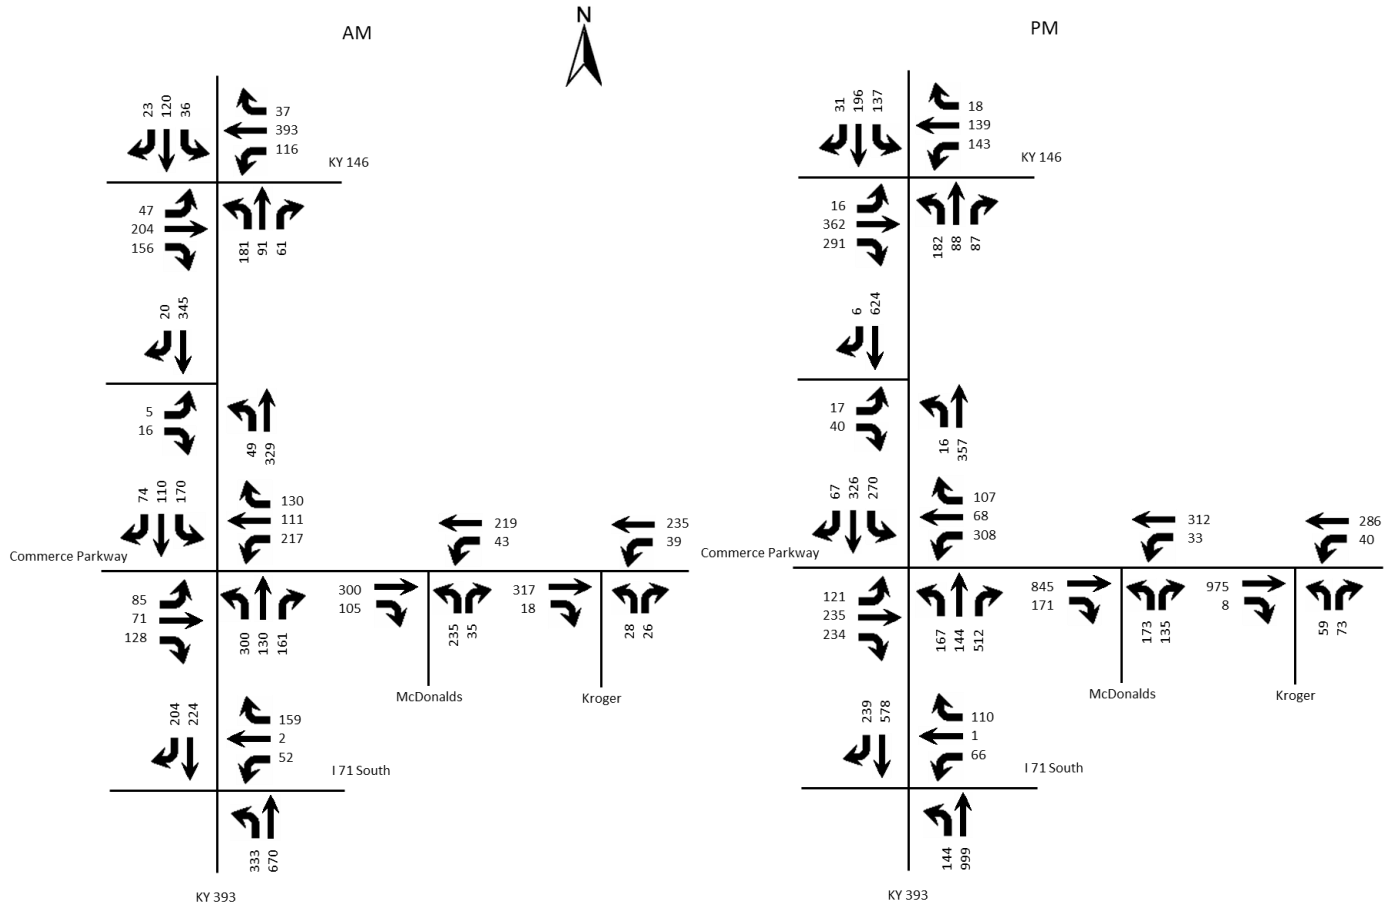 N
AM
23 120 36
37
393
116
KY 146
47
204
156
181 91 61
20 345
5
16
49 329
74 110 170
130
111
217
219
43
235
39
Commerce Parkway
85
71
128
300 130 161
300
105
235 35
317
18
28 26
McDonalds
Kroger
204 224
159
2
52
I 71 South
333 670
KY 393
PM
31 196 137
18
139
143
KY 146
16
362
291
182 88 87
6 624
17
40
16 357
67 326 270
107
68
308
312
33
286
40
Commerce Parkway
121
235
234
167 144 512
845
171
173 135
975
8
59 73
McDonalds
Kroger
239 578
110
1
66
I 71 South
144 999
KY 393